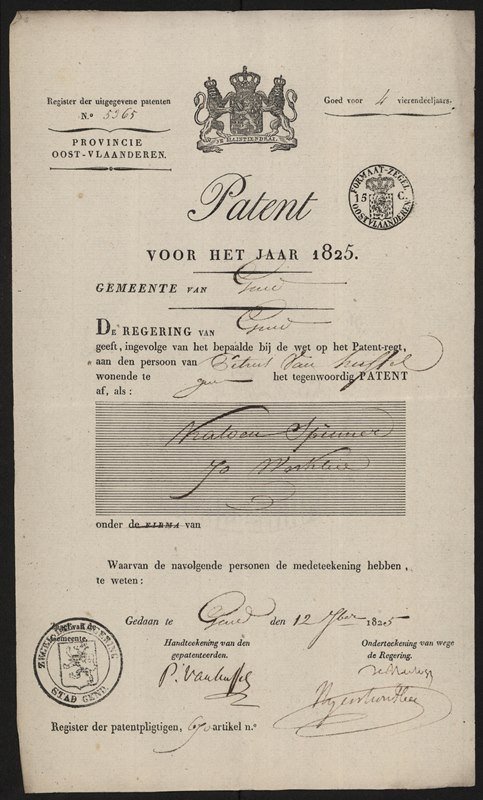 Register der uitgegevene patenten
N.º 5365
PROVINCIE
OOST-VLAANDEREN.
JE MAINTIENDRAI.
Goed voor 4 vierendeeljaars.
FORMAAT-ZEGEL
15 C.
OOSTVLAANDEREN
Patent
VOOR HET JAAR 1825.
GEMEENTE VAN Gend
DE REGERING VAN Gend
geeft, ingevolge van het bepaalde bij de wet op het Patent-regt,
aan den persoon van Van
wonende te het tegenwoordig PATENT
af, als :
Katoen Spinner
70 Werklie
onder de FIRMA van
Waarvan de navolgende personen de medeteekening hebben,
te weten :
Gedaan te Gend den 12 1825
Handteekening van den
gepatenteerden.
Onderteekening van wege
de Regering.
Gemeente.
STAD GEND
Register der patentpligtigen, artikel n.º